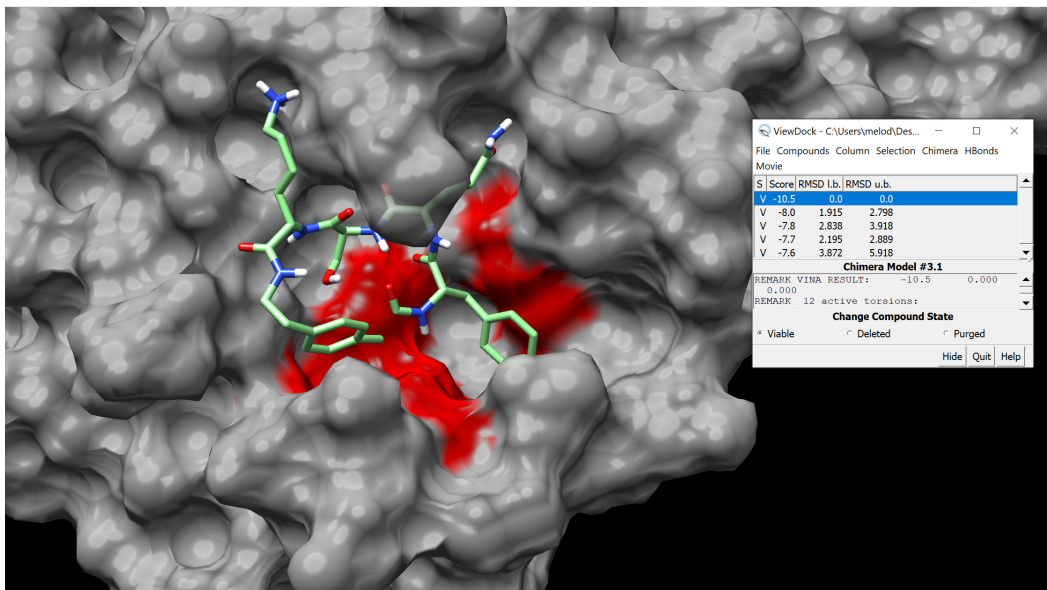 ViewDock - C:\Users\melod\Des...
File Compounds Column Selection Chimera HBonds
Movie
S Score RMSD l.b. RMSD u.b.
V -10.5 0.0 0.0
V -8.0 1.915 2.798
V -7.8 2.838 3.918
V -7.7 2.195 2.889
V -7.6 3.872 5.918
Chimera Model #3.1
REMARK VINA RESULT: -10.5 0.000
0.000
REMARK 12 active torsions:
Change Compound State
Viable Deleted Purged
Hide Quit Help